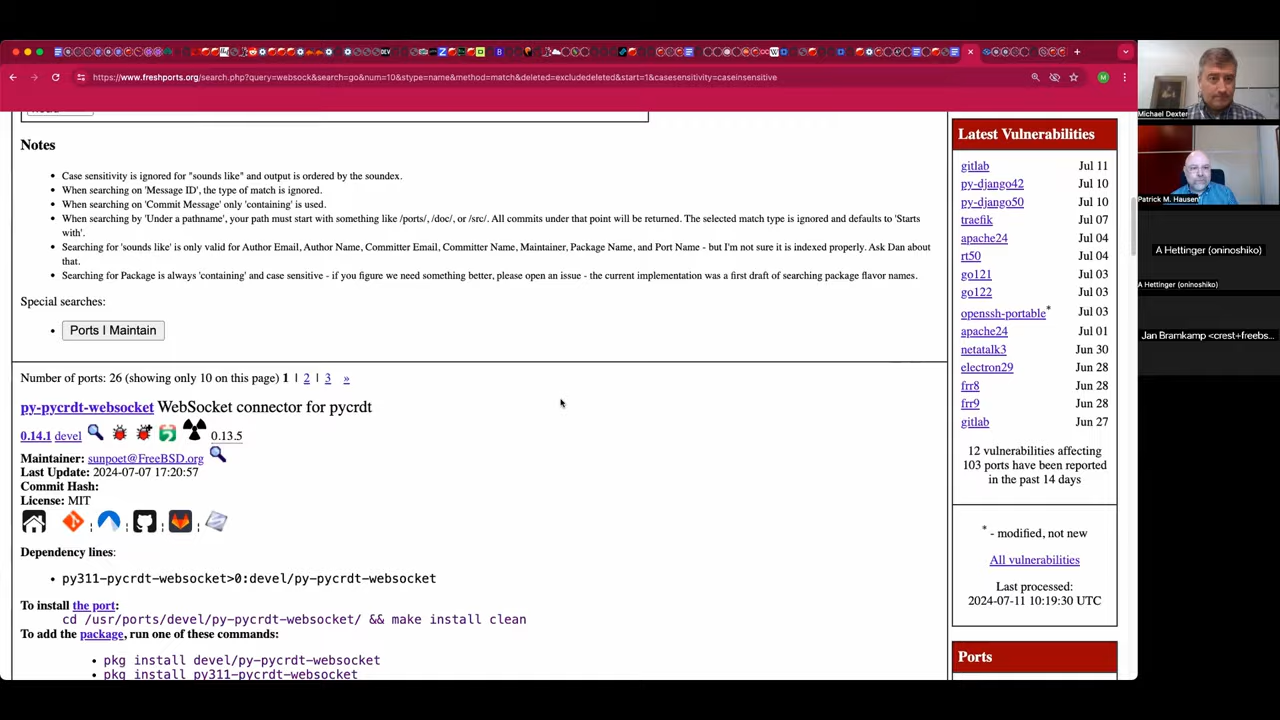 https://www.freshports.org/search.php?query=websock&search=go&num=10&stype=name&method=match&deleted=excludedeleted&start=1&casesensitivity=caseinsensitive
M
Notes
Case sensitivity is ignored for "sounds like" and output is ordered by the soundex.
When searching on 'Message ID', the type of match is ignored.
When searching on 'Commit Message' only 'containing' is used.
When searching by 'Under a pathname', your path must start with something like /ports/, /doc/, or /src/. All commits under that point will be returned. The selected match type is ignored and defaults to 'Starts
with'.
Searching for 'sounds like' is only valid for Author Email, Author Name, Committer Email, Committer Name, Maintainer, Package Name, and Port Name - but I'm not sure it is indexed properly. Ask Dan about
that.
Searching for Package is always 'containing' and case sensitive - if you figure we need something better, please open an issue - the current implementation was a first draft of searching package flavor names.
Special searches:
Ports I Maintain
Number of ports: 26 (showing only 10 on this page) 1 | 2 | 3 »
py-pycrdt-websocket WebSocket connector for pycrdt
0.14.1 devel 0.13.5
Maintainer: sunpoet@FreeBSD.org
Last Update: 2024-07-07 17:20:57
Commit Hash:
License: MIT
Dependency lines:
py311-pycrdt-websocket>0:devel/py-pycrdt-websocket
To install the port:
cd /usr/ports/devel/py-pycrdt-websocket/ && make install clean
To add the package, run one of these commands:
pkg install devel/py-pycrdt-websocket
pkg install py311-pycrdt-websocket
Latest Vulnerabilities
gitlab Jul 11
py-django42 Jul 10
py-django50 Jul 10
traefik Jul 07
apache24 Jul 04
rt50 Jul 04
go121 Jul 03
go122 Jul 03
openssh-portable* Jul 03
apache24 Jul 01
netatalk3 Jun 30
electron29 Jun 28
frr8 Jun 28
frr9 Jun 28
gitlab Jun 27
12 vulnerabilities affecting
103 ports have been reported
in the past 14 days
* - modified, not new
All vulnerabilities
Last processed:
2024-07-11 10:19:30 UTC
Ports
Michael Dexter
Patrick M. Hausen
A Hettinger (oninoshiko)
A Hettinger (oninoshiko)
Jan Bramkamp <crest+freebs...